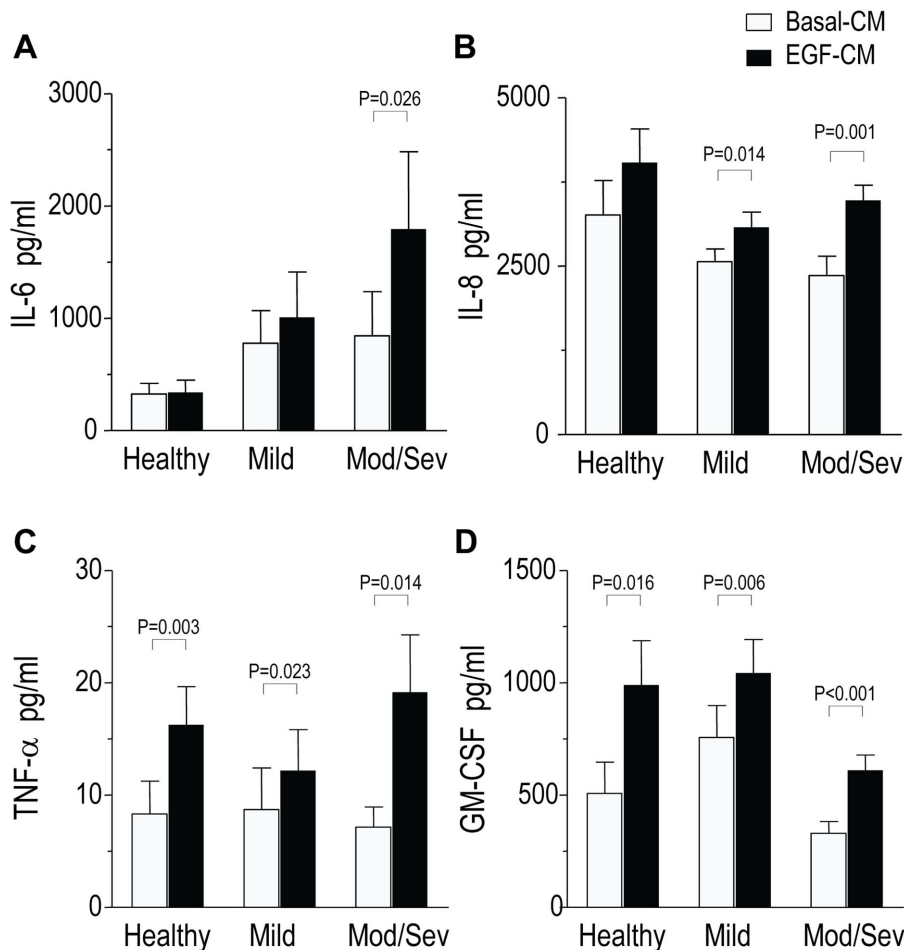 Basal-CM
EGF-CM
A
3000
2000
1000
0
IL-6 pg/ml
P=0.026
Healthy Mild Mod/Sev
B
5000
2500
0
IL-8 pg/ml
P=0.014
P=0.001
Healthy Mild Mod/Sev
C
30
20
10
0
TNF-α pg/ml
P=0.003
P=0.023
P=0.014
Healthy Mild Mod/Sev
D
1500
1000
500
0
GM-CSF pg/ml
P=0.016
P=0.006
P<0.001
Healthy Mild Mod/Sev